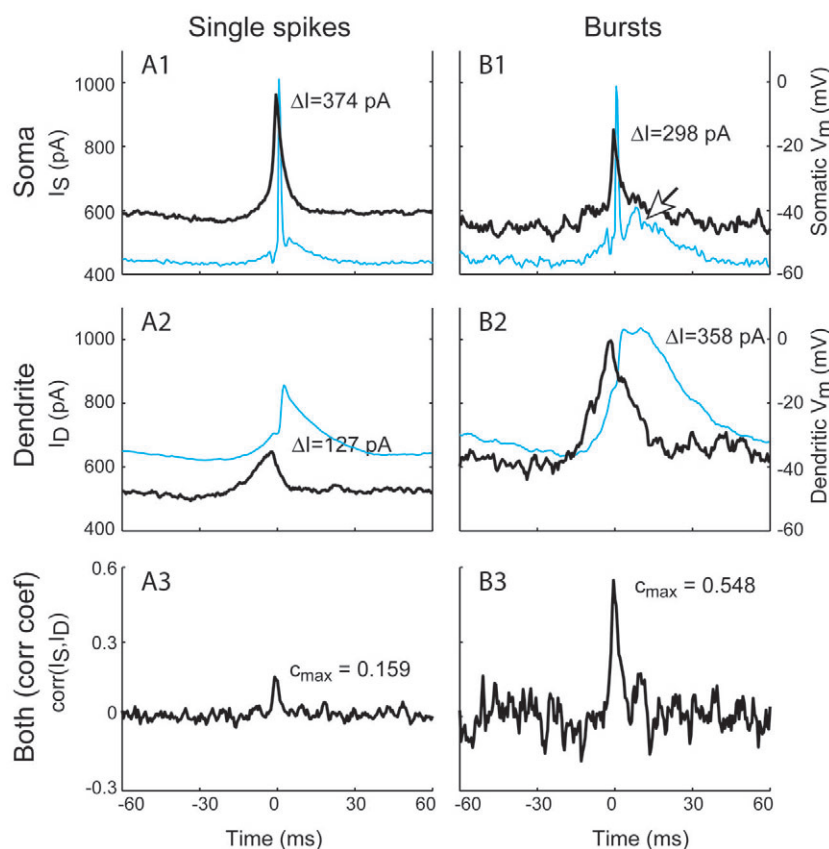 Single spikes
Bursts
A1
ΔI=374 pA
B1
ΔI=298 pA
Soma
I_S (pA)
1000
800
600
400
0
-20
-40
-60
Somatic V_m (mV)
A2
ΔI=127 pA
B2
ΔI=358 pA
Dendrite
I_D (pA)
1000
800
600
400
0
-20
-40
-60
Dendritic V_m (mV)
A3
c_max = 0.159
B3
c_max = 0.548
Both (corr coef)
corr(I_S,I_D)
0.6
0.3
0
-0.3
-60
-30
0
30
60
-60
-30
0
30
60
Time (ms)
Time (ms)